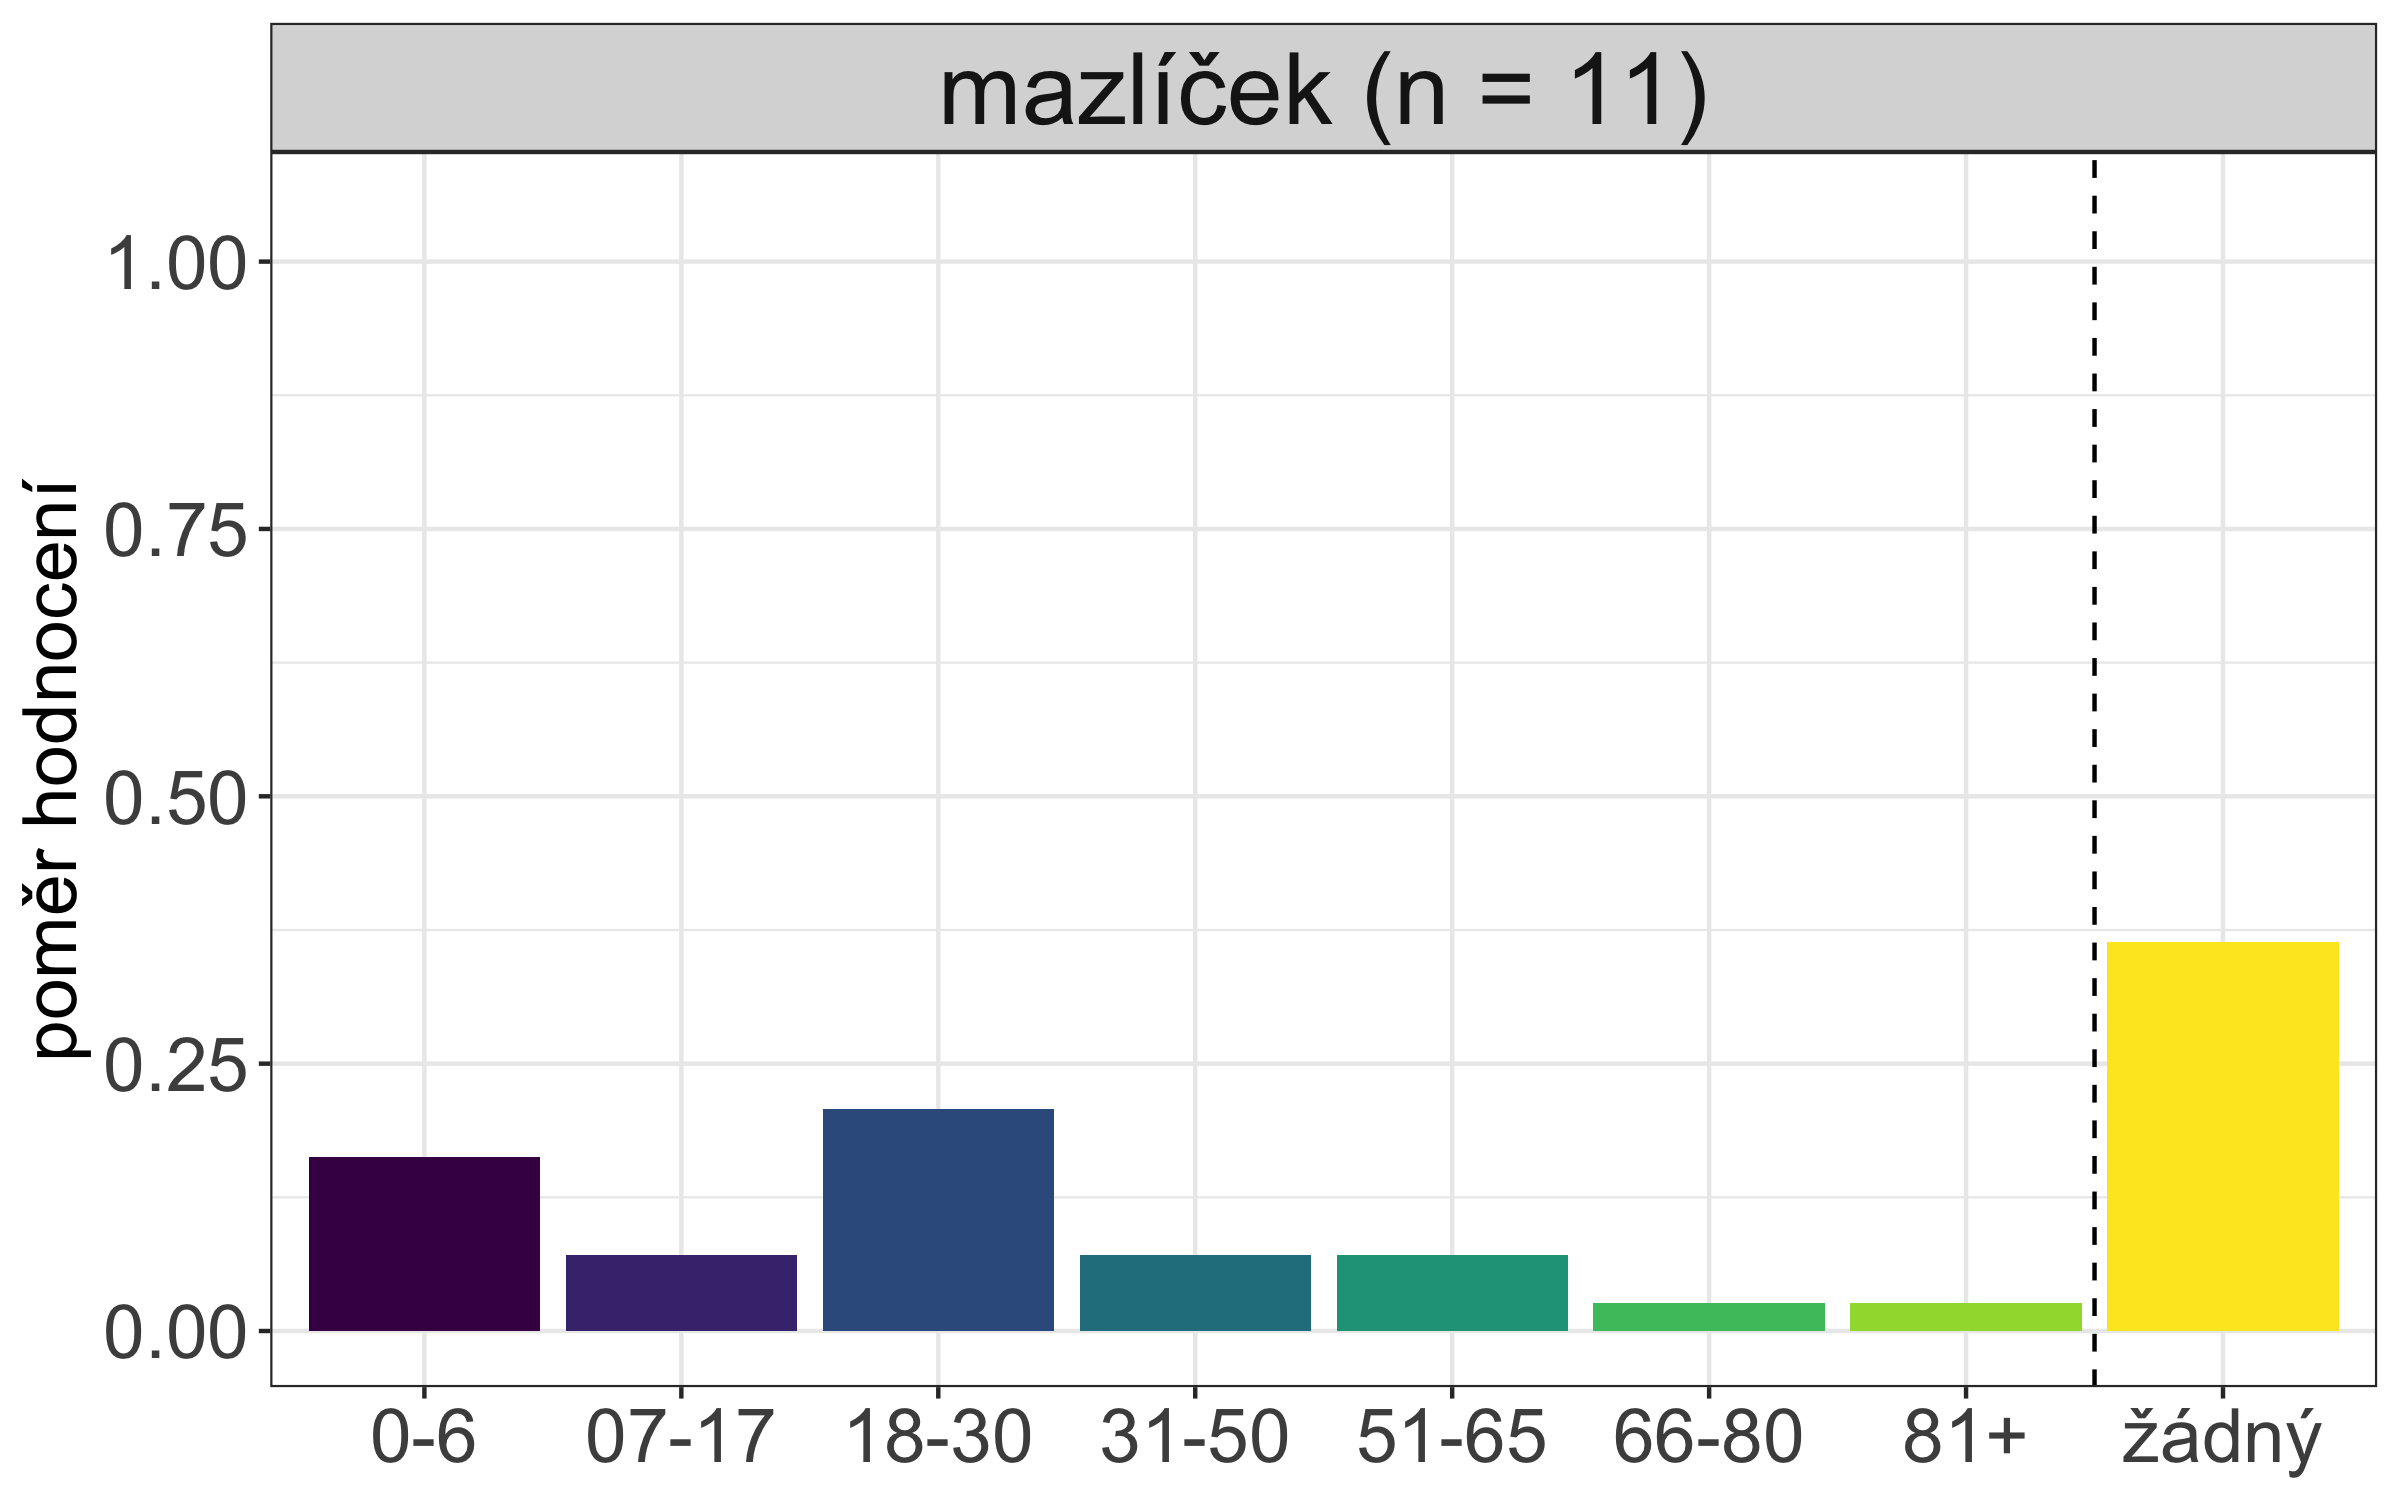 mazlíček (n = 11)
poměr hodnocení
1.00
0.75
0.50
0.25
0.00
0-6 07-17 18-30 31-50 51-65 66-80 81+ žádný